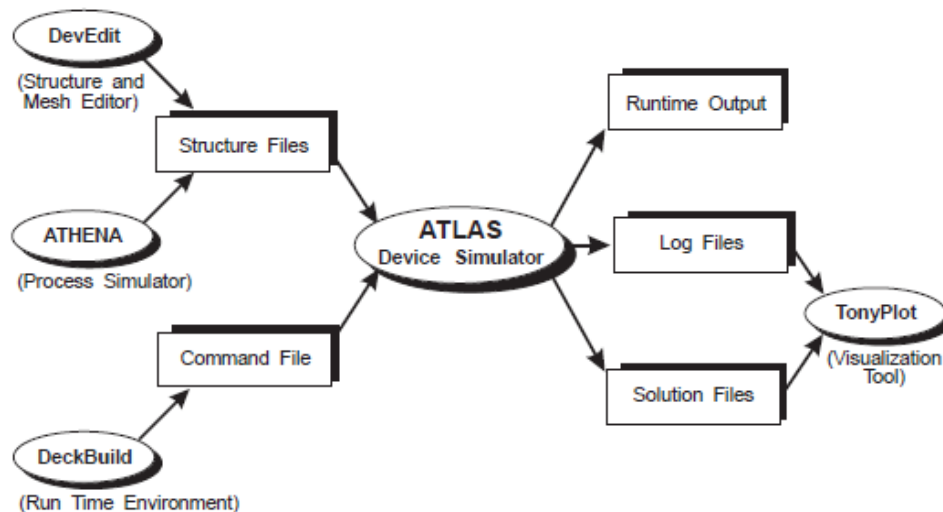 DevEdit
(Structure and
Mesh Editor)
Structure Files
ATHENA
(Process Simulator)
Command File
DeckBuild
(Run Time Environment)
ATLAS
Device Simulator
Runtime Output
Log Files
Solution Files
TonyPlot
(Visualization
Tool)